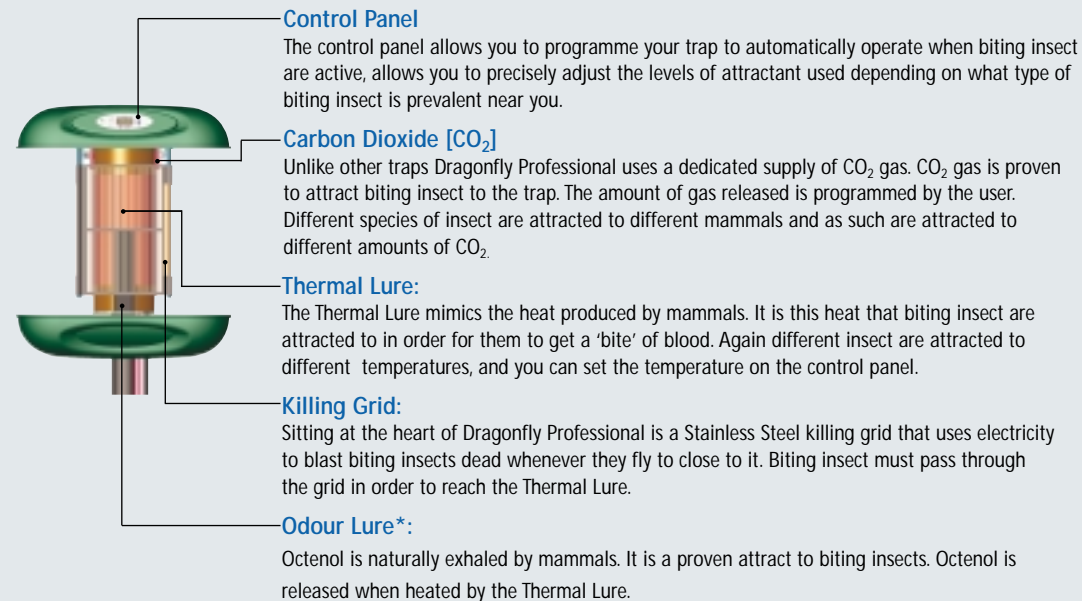 Control Panel
The control panel allows you to programme your trap to automatically operate when biting insect
are active, allows you to precisely adjust the levels of attractant used depending on what type of
biting insect is prevalent near you.
Carbon Dioxide [CO₂]
Unlike other traps Dragonfly Professional uses a dedicated supply of CO₂ gas. CO₂ gas is proven
to attract biting insect to the trap. The amount of gas released is programmed by the user.
Different species of insect are attracted to different mammals and as such are attracted to
different amounts of CO₂.
Thermal Lure:
The Thermal Lure mimics the heat produced by mammals. It is this heat that biting insect are
attracted to in order for them to get a ‘bite’ of blood. Again different insect are attracted to
different temperatures, and you can set the temperature on the control panel.
Killing Grid:
Sitting at the heart of Dragonfly Professional is a Stainless Steel killing grid that uses electricity
to blast biting insects dead whenever they fly to close to it. Biting insect must pass through
the grid in order to reach the Thermal Lure.
Odour Lure*:
Octenol is naturally exhaled by mammals. It is a proven attract to biting insects. Octenol is
released when heated by the Thermal Lure.